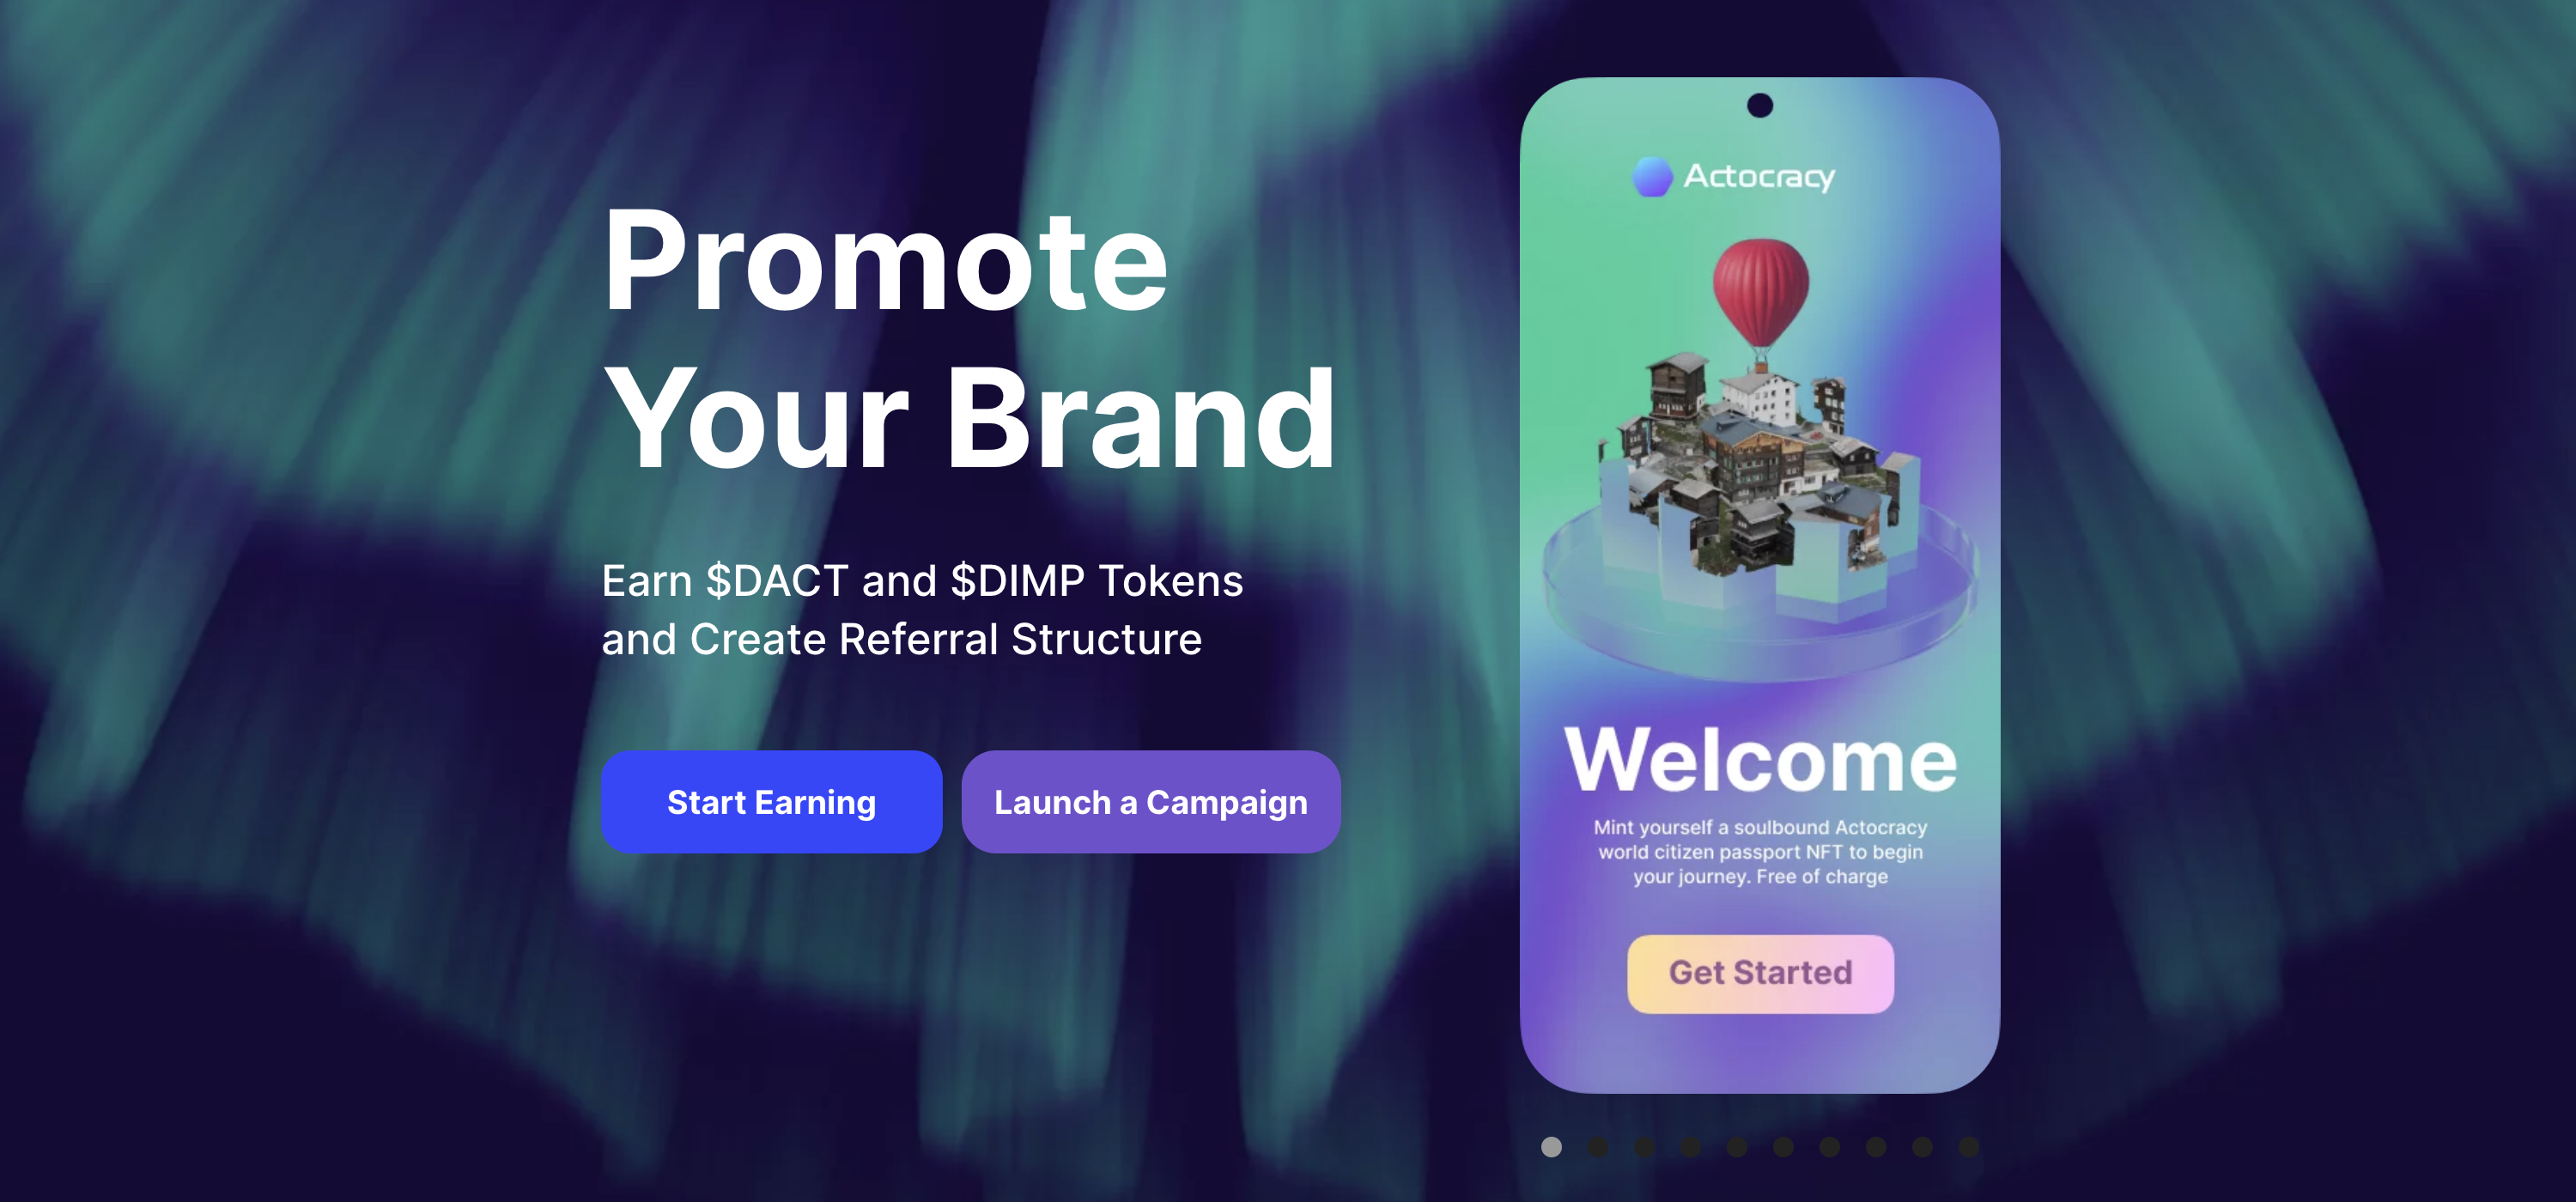 Promote
Your Brand
Earn $DACT and $DIMP Tokens
and Create Referral Structure
Start Earning
Launch a Campaign
Actocracy
Welcome
Mint yourself a soulbound Actocracy
world citizen passport NFT to begin
your journey. Free of charge
Get Started